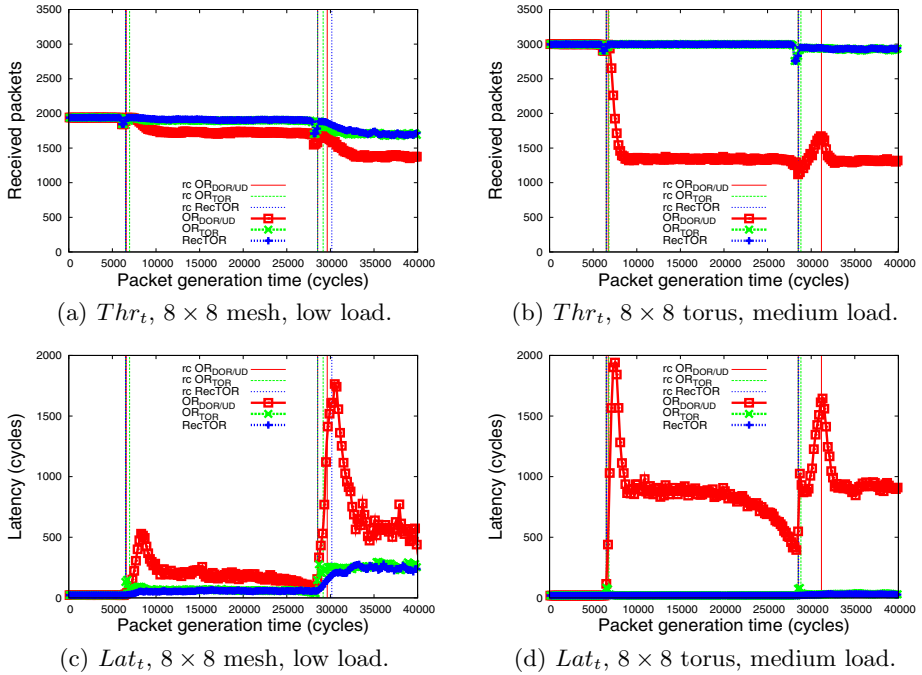 3500
3000
2500
2000
1500
1000
500
0
Received packets
rc OR_DOR/UD
rc OR_TOR
rc RecTOR
OR_DOR/UD
OR_TOR
RecTOR
0 5000 10000 15000 20000 25000 30000 35000 40000
Packet generation time (cycles)
(a) Thr_t, 8 × 8 mesh, low load.
3500
3000
2500
2000
1500
1000
500
0
Received packets
rc OR_DOR/UD
rc OR_TOR
rc RecTOR
OR_DOR/UD
OR_TOR
RecTOR
0 5000 10000 15000 20000 25000 30000 35000 40000
Packet generation time (cycles)
(b) Thr_t, 8 × 8 torus, medium load.
2000
1500
1000
500
0
Latency (cycles)
rc OR_DOR/UD
rc OR_TOR
rc RecTOR
OR_DOR/UD
OR_TOR
RecTOR
0 5000 10000 15000 20000 25000 30000 35000 40000
Packet generation time (cycles)
(c) Lat_t, 8 × 8 mesh, low load.
2000
1500
1000
500
0
Latency (cycles)
rc OR_DOR/UD
rc OR_TOR
rc RecTOR
OR_DOR/UD
OR_TOR
RecTOR
0 5000 10000 15000 20000 25000 30000 35000 40000
Packet generation time (cycles)
(d) Lat_t, 8 × 8 torus, medium load.